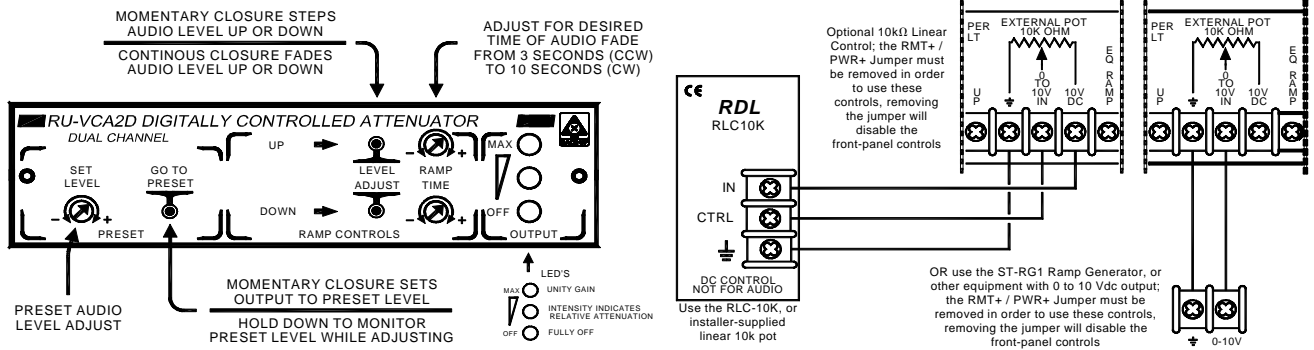 MOMENTARY CLOSURE STEPS
AUDIO LEVEL UP OR DOWN
CONTINOUS CLOSURE FADES
AUDIO LEVEL UP OR DOWN
ADJUST FOR DESIRED
TIME OF AUDIO FADE
FROM 3 SECONDS (CCW)
TO 10 SECONDS (CW)
RU-VCA2D DIGITALLY CONTROLLED ATTENUATOR
DUAL CHANNEL
SET
LEVEL
- +
GO TO
PRESET
PRESET
UP
DOWN
LEVEL
ADJUST
- +
RAMP
TIME
- +
RAMP CONTROLS
MAX
OFF
OUTPUT
PRESET AUDIO
LEVEL ADJUST
MOMENTARY CLOSURE SETS
OUTPUT TO PRESET LEVEL
HOLD DOWN TO MONITOR
PRESET LEVEL WHILE ADJUSTING
LED'S
MAX UNITY GAIN
INTENSITY INDICATES
RELATIVE ATTENUATION
OFF FULLY OFF
CE
RDL
RLC10K
IN
CTRL
DC CONTROL
NOT FOR AUDIO
Use the RLC-10K, or
installer-supplied
linear 10k pot
Optional 10kΩ Linear
Control; the RMT+ /
PWR+ Jumper must
be removed in order
to use these
controls, removing
the jumper will
disable the
front-panel controls
PER
LT
EXTERNAL POT
10K OHM
UP
0
TO
10V
IN
10V
DC
EQ RAMP
PER
LT
EXTERNAL POT
10K OHM
UP
0
TO
10V
IN
10V
DC
EQ RAMP
OR use the ST-RG1 Ramp Generator, or
other equipment with 0 to 10 Vdc output;
the RMT+ / PWR+ Jumper must be
removed in order to use these controls,
removing the jumper will disable the
front-panel controls
0-10V